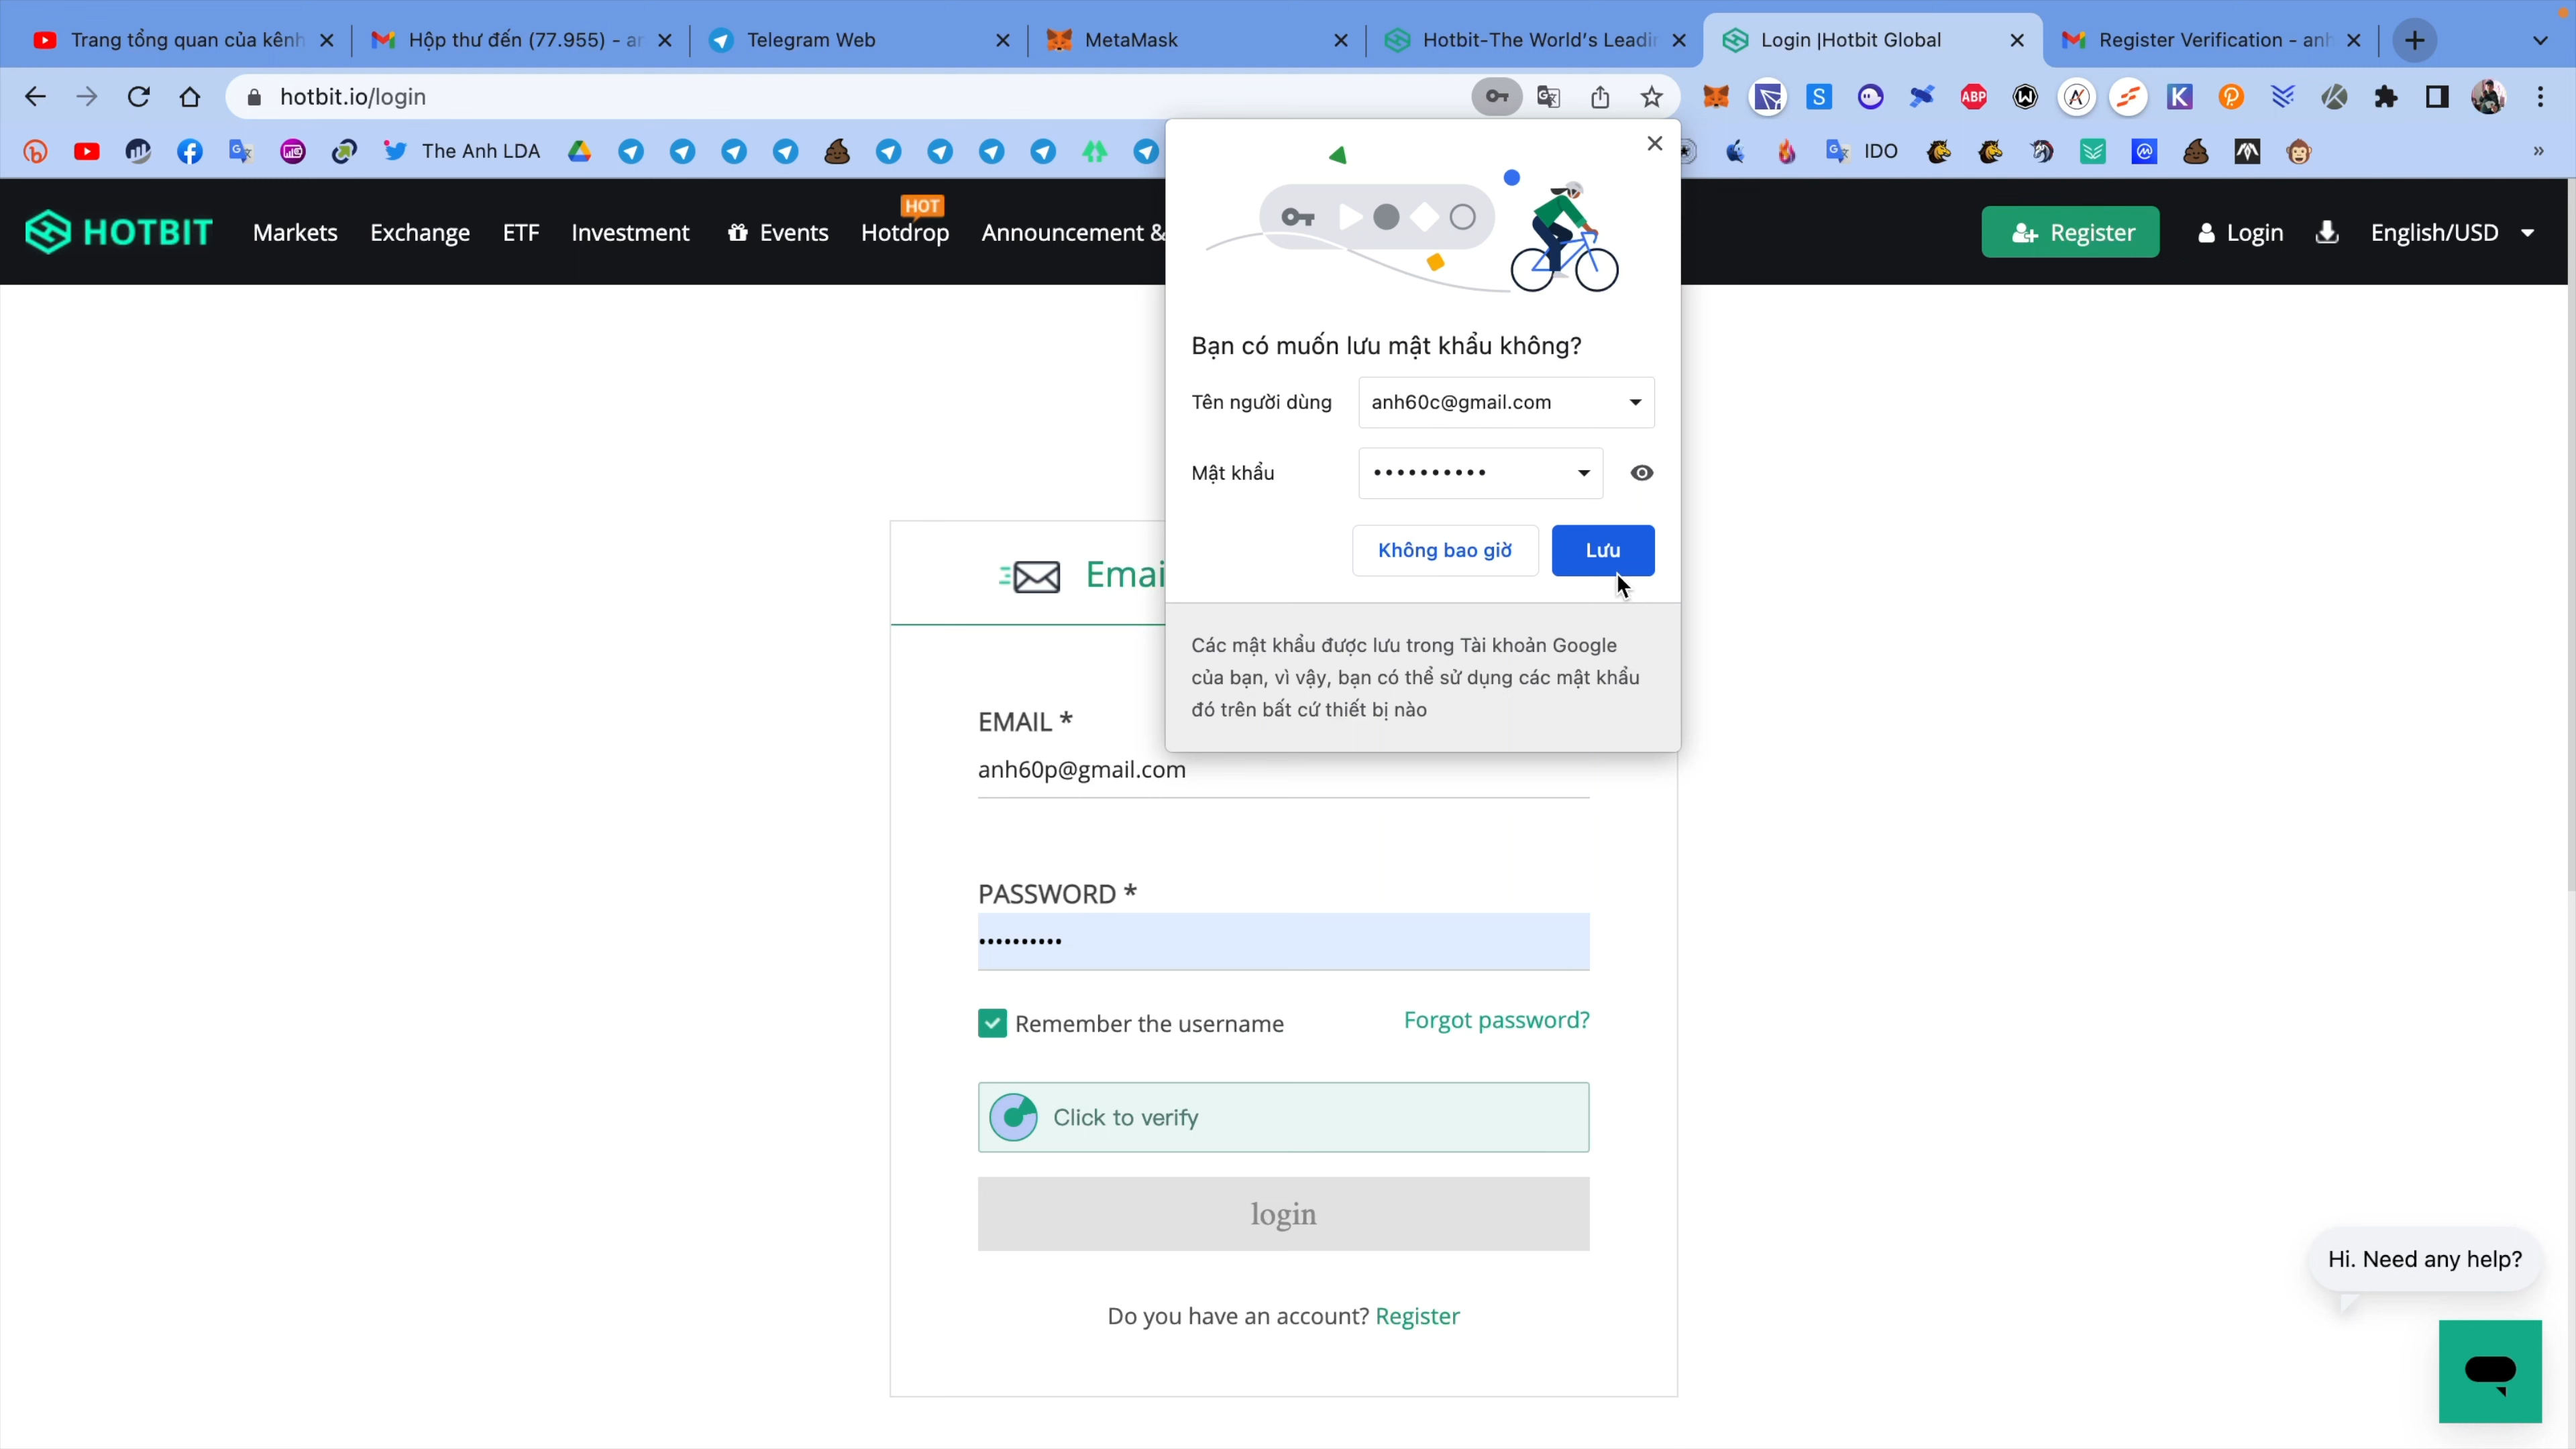 Trang tổng quan của kênh
Hộp thư đến (77.955) - an
Telegram Web
MetaMask
Hotbit-The World's Leadin
Login |Hotbit Global
Register Verification - anh
hotbit.io/login
ABP
The Anh LDA
IDO
HOTBIT
Markets
Exchange
ETF
Investment
Events
HOT
Hotdrop
Announcement &
Register
Login
English/USD
Bạn có muốn lưu mật khẩu không?
Tên người dùng
anh60c@gmail.com
Mật khẩu
Không bao giờ
Lưu
Các mật khẩu được lưu trong Tài khoản Google
của bạn, vì vậy, bạn có thể sử dụng các mật khẩu
đó trên bất cứ thiết bị nào
Emai
EMAIL *
anh60p@gmail.com
PASSWORD *
Remember the username
Forgot password?
Click to verify
login
Do you have an account? Register
Hi. Need any help?